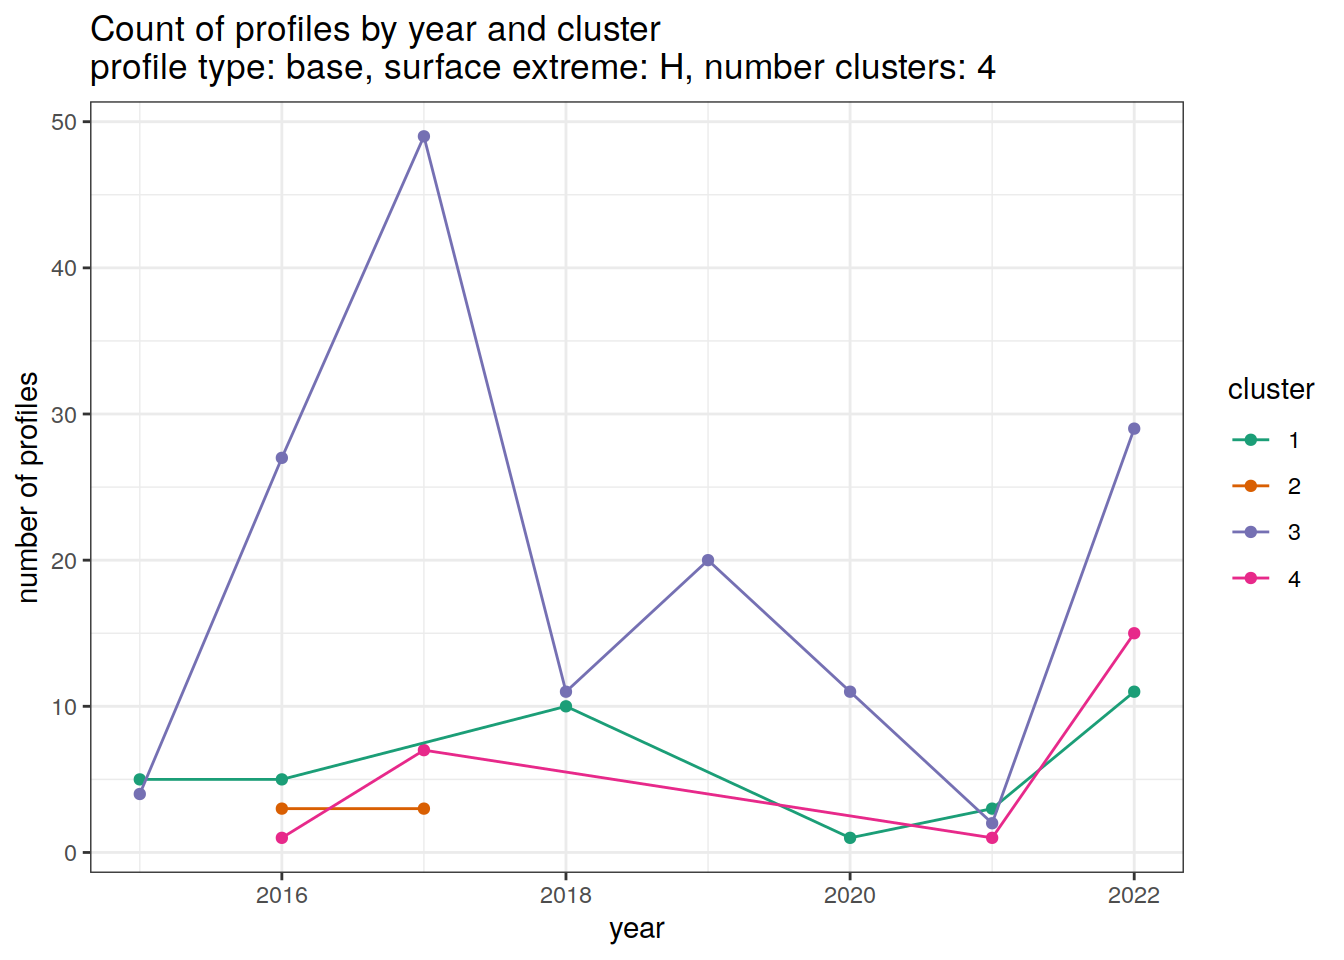 Count of profiles by year and cluster
profile type: base, surface extreme: H, number clusters: 4
50
40
30
20
10
0
number of profiles
2016
2018
2020
2022
year
cluster
1
2
3
4